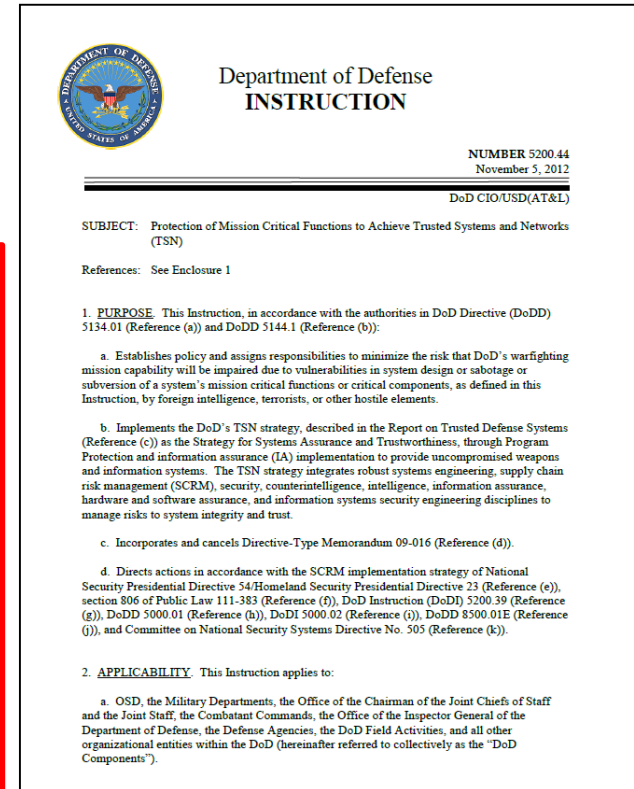 DEPARTMENT OF DEFENSE
UNITED STATES OF AMERICA
Department of Defense
INSTRUCTION
NUMBER 5200.44
November 5, 2012
DoD CIO/USD(AT&L)
SUBJECT: Protection of Mission Critical Functions to Achieve Trusted Systems and Networks
(TSN)
References: See Enclosure 1
1. PURPOSE. This Instruction, in accordance with the authorities in DoD Directive (DoDD)
5134.01 (Reference (a)) and DoDD 5144.1 (Reference (b)):
a. Establishes policy and assigns responsibilities to minimize the risk that DoD's warfighting
mission capability will be impaired due to vulnerabilities in system design or sabotage or
subversion of a system's mission critical functions or critical components, as defined in this
Instruction, by foreign intelligence, terrorists, or other hostile elements.
b. Implements the DoD's TSN strategy, described in the Report on Trusted Defense Systems
(Reference (c)) as the Strategy for Systems Assurance and Trustworthiness, through Program
Protection and information assurance (IA) implementation to provide uncompromised weapons
and information systems. The TSN strategy integrates robust systems engineering, supply chain
risk management (SCRM), security, counterintelligence, intelligence, information assurance,
hardware and software assurance, and information systems security engineering disciplines to
manage risks to system integrity and trust.
c. Incorporates and cancels Directive-Type Memorandum 09-016 (Reference (d)).
d. Directs actions in accordance with the SCRM implementation strategy of National
Security Presidential Directive 54/Homeland Security Presidential Directive 23 (Reference (e)),
section 806 of Public Law 111-383 (Reference (f)), DoD Instruction (DoDI) 5200.39 (Reference
(g)), DoDD 5000.01 (Reference (h)), DoDI 5000.02 (Reference (i)), DoDD 8500.01E (Reference
(j)), and Committee on National Security Systems Directive No. 505 (Reference (k)).
2. APPLICABILITY. This Instruction applies to:
a. OSD, the Military Departments, the Office of the Chairman of the Joint Chiefs of Staff
and the Joint Staff, the Combatant Commands, the Office of the Inspector General of the
Department of Defense, the Defense Agencies, the DoD Field Activities, and all other
organizational entities within the DoD (hereinafter referred to collectively as the "DoD
Components").